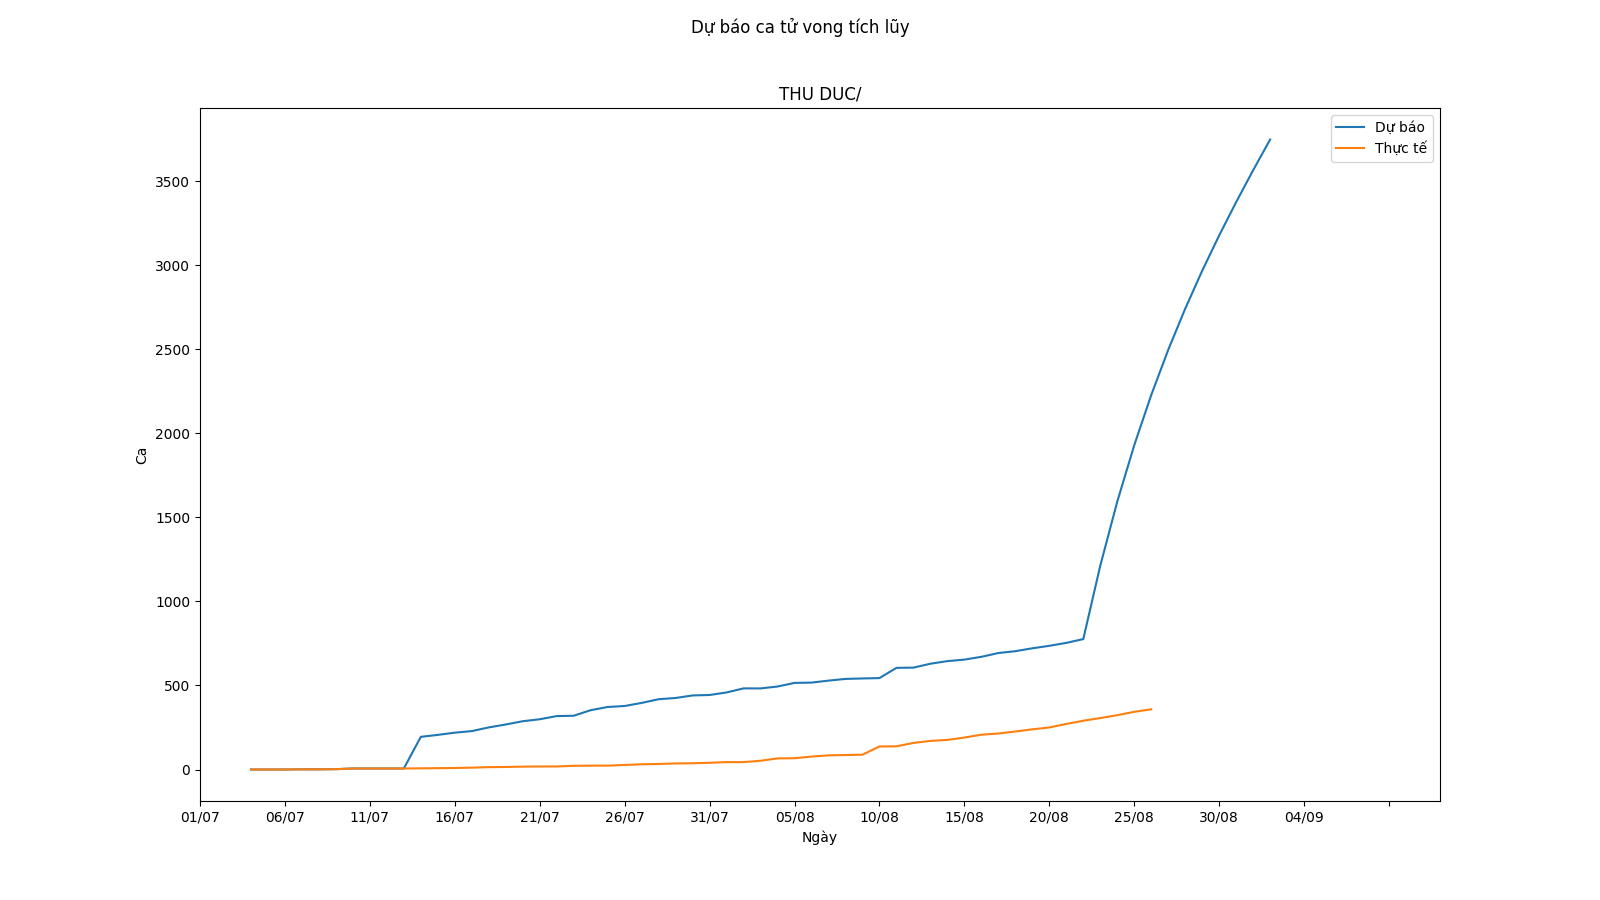 Dự báo ca tử vong tích lũy
THU DUC/
Dự báo
Thực tế
3500
3000
2500
2000
1500
1000
500
0
Ca
01/07 06/07 11/07 16/07 21/07 26/07 31/07 05/08 10/08 15/08 20/08 25/08 30/08 04/09
Ngày